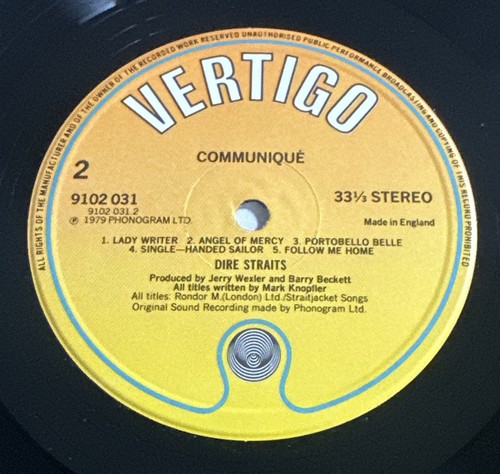 ALL RIGHTS OF THE MANUFACTURER AND OF THE OWNER OF THE RECORDED WORK RESERVED UNAUTHORISED PUBLIC PERFORMANCE BROADCASTING AND COPYING OF THIS RECORD PROHIBITED
VERTIGO
COMMUNIQUÉ
2
9102 031
33⅓ STEREO
9102 031.2
Ⓟ 1979 PHONOGRAM LTD.
Made in England
1. LADY WRITER 2. ANGEL OF MERCY 3. PORTOBELLO BELLE
4. SINGLE—HANDED SAILOR 5. FOLLOW ME HOME
DIRE STRAITS
Produced by Jerry Wexler and Barry Beckett
All titles written by Mark Knopfler
All titles: Rondor M.(London) Ltd./Straitjacket Songs
Original Sound Recording made by Phonogram Ltd.